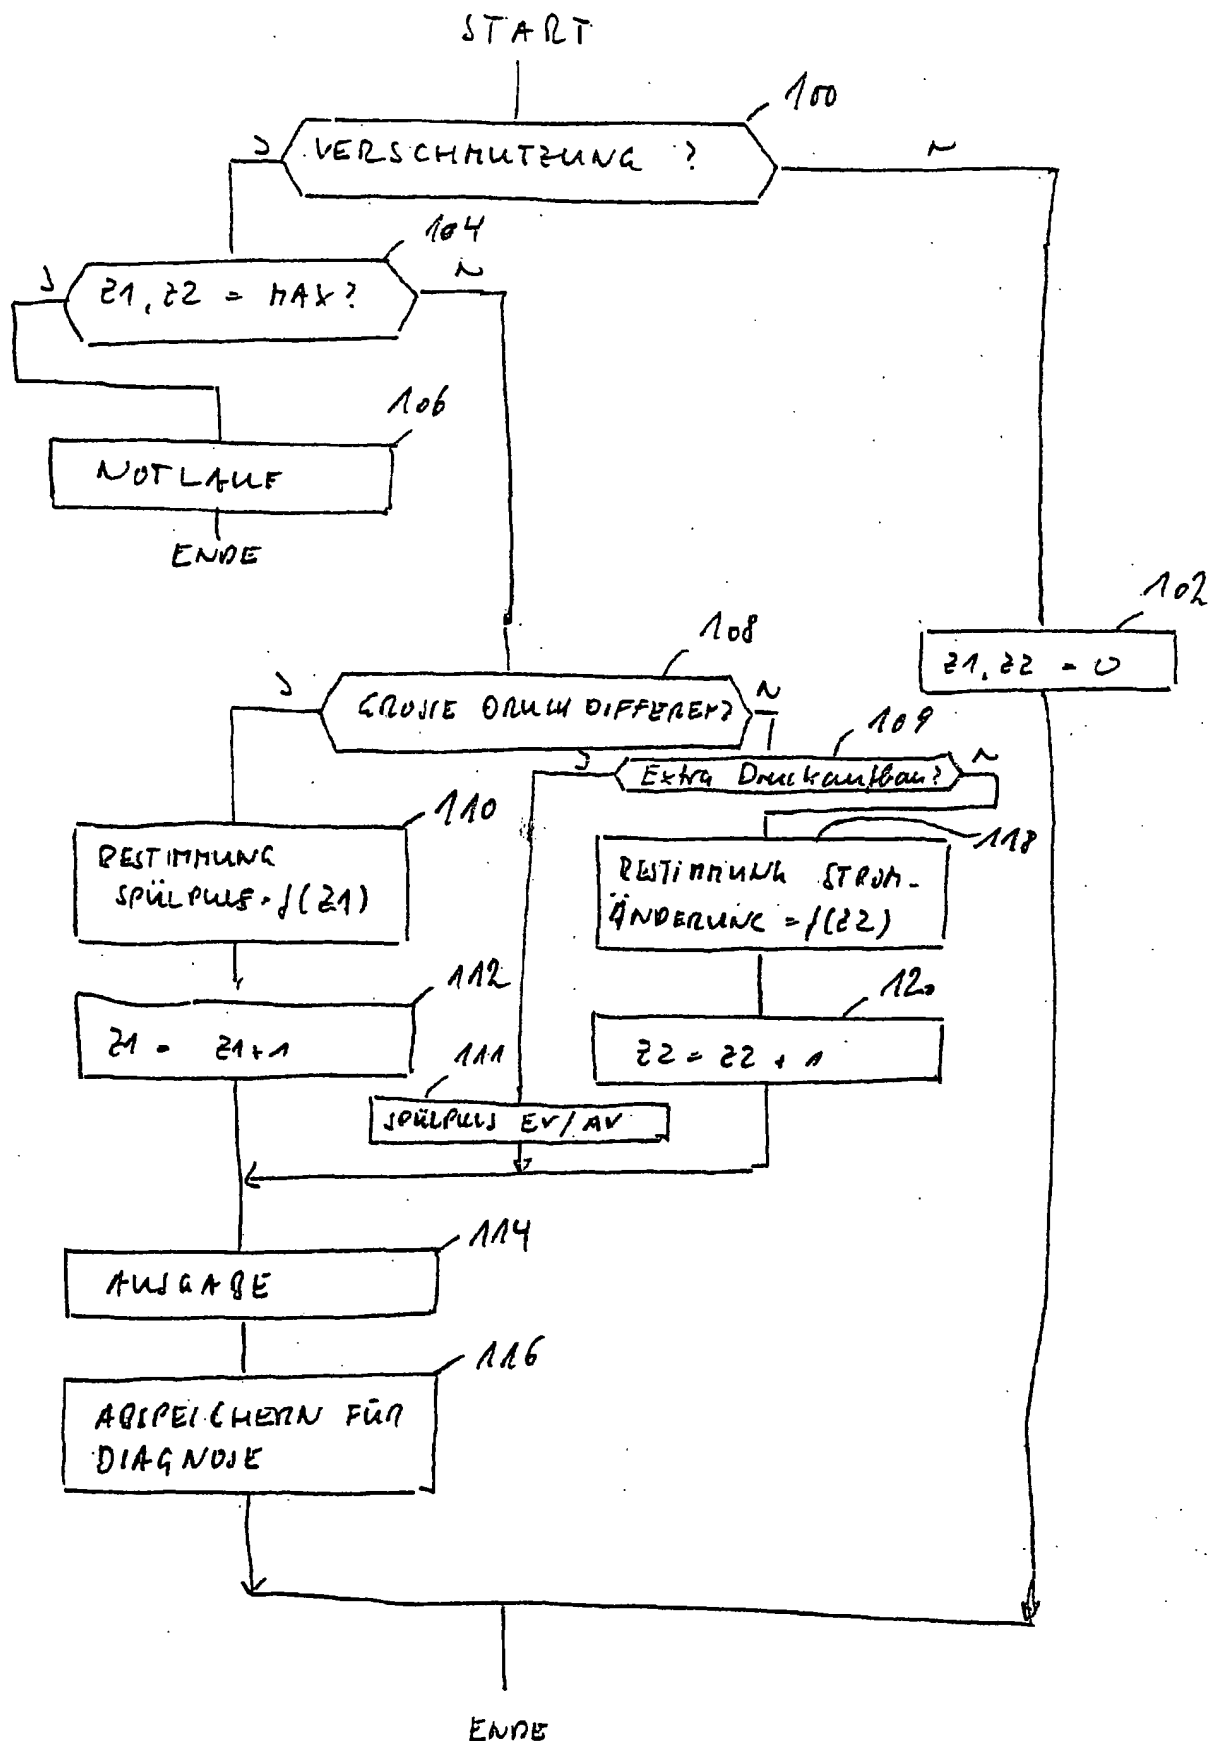 START
100
VERSCHMUTZUNG ?
J
N
104
Z1, Z2 = MAX?
J
N
106
NOTLAUF
ENDE
102
Z1, Z2 = 0
108
GROSSE DRUCKDIFFERENZ?
J
N
109
Extra Druckaufbau?
J
N
110
BESTIMMUNG
SPÜLPULS = f(Z1)
118
BESTIMMUNG STROM-
ÄNDERUNG = f(Z2)
112
Z1 = Z1 + 1
120
Z2 = Z2 + 1
111
SPÜLPULS EV/AV
114
AUSGABE
116
ABSPEICHERN FÜR
DIAGNOSE
ENDE